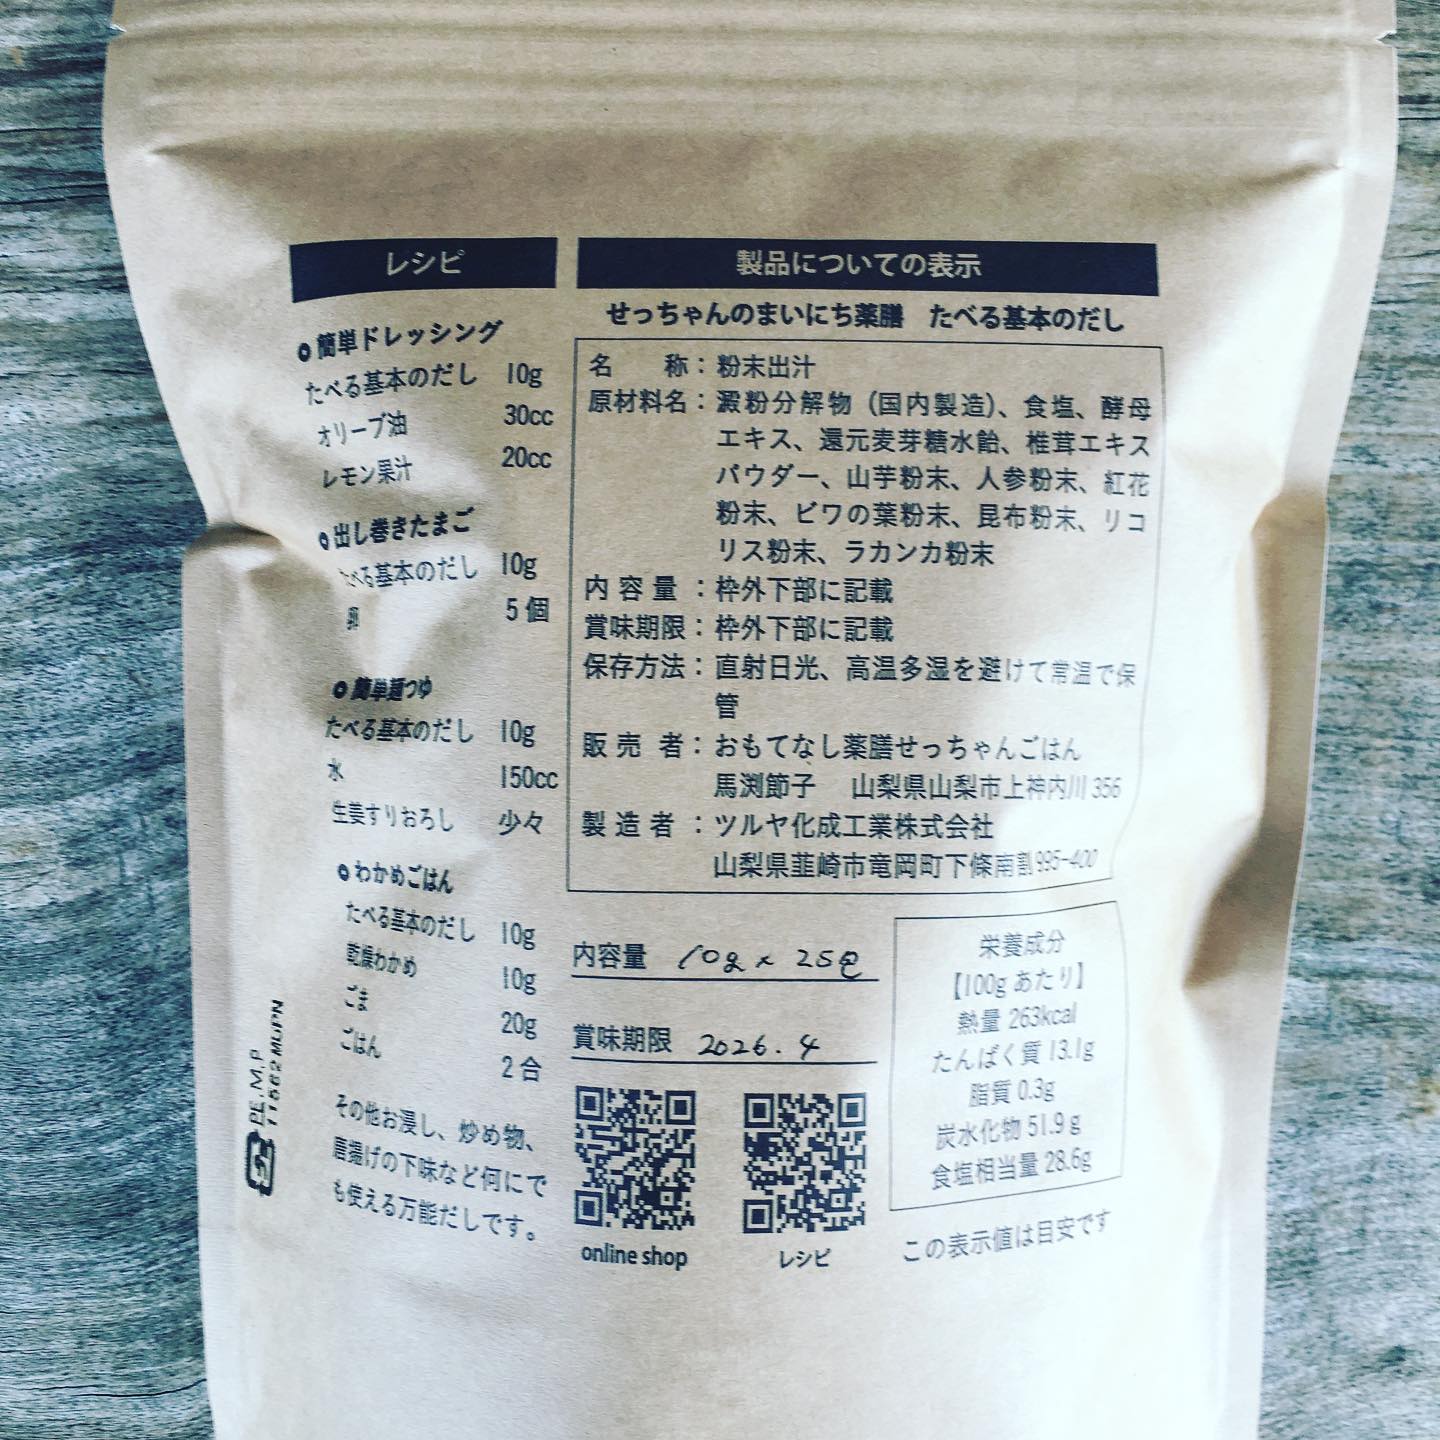 レシピ
簡単ドレッシング
たべる基本のだし 10g
オリーブ油 30cc
レモン果汁 20cc
出し巻きたまご
たべる基本のだし 10g
卵 5個
簡単麺つゆ
たべる基本のだし 10g
水 150cc
生姜すりおろし 少々
わかめごはん
たべる基本のだし 10g
乾燥わかめ 10g
ごま 20g
ごはん 2合
その他お浸し、炒め物、
唐揚げの下味など何にで
も使える万能だしです。
製品についての表示
せっちゃんのまいにち薬膳 たべる基本のだし
名称:粉末出汁
原材料名:澱粉分解物(国内製造)、食塩、酵母
エキス、還元麦芽糖水飴、椎茸エキス
パウダー、山芋粉末、人参粉末、紅花
粉末、ビワの葉粉末、昆布粉末、リコ
リス粉末、ラカンカ粉末
内容量:枠外下部に記載
賞味期限:枠外下部に記載
保存方法:直射日光、高温多湿を避けて常温で保
管
販売者:おもてなし薬膳せっちゃんごはん
馬渕節子 山梨県山梨市上神内川 356
製造者:ツルヤ化成工業株式会社
山梨県韮崎市竜岡町下條南割 995-400
内容量 10g×25包
賞味期限 2026.4
online shop
レシピ
栄養成分
【100gあたり】
熱量 263kcal
たんぱく質 13.1g
脂質 0.3g
炭水化物 51.9g
食塩相当量 28.6g
この表示値は目安です
PE,M,P
11562 MDPN